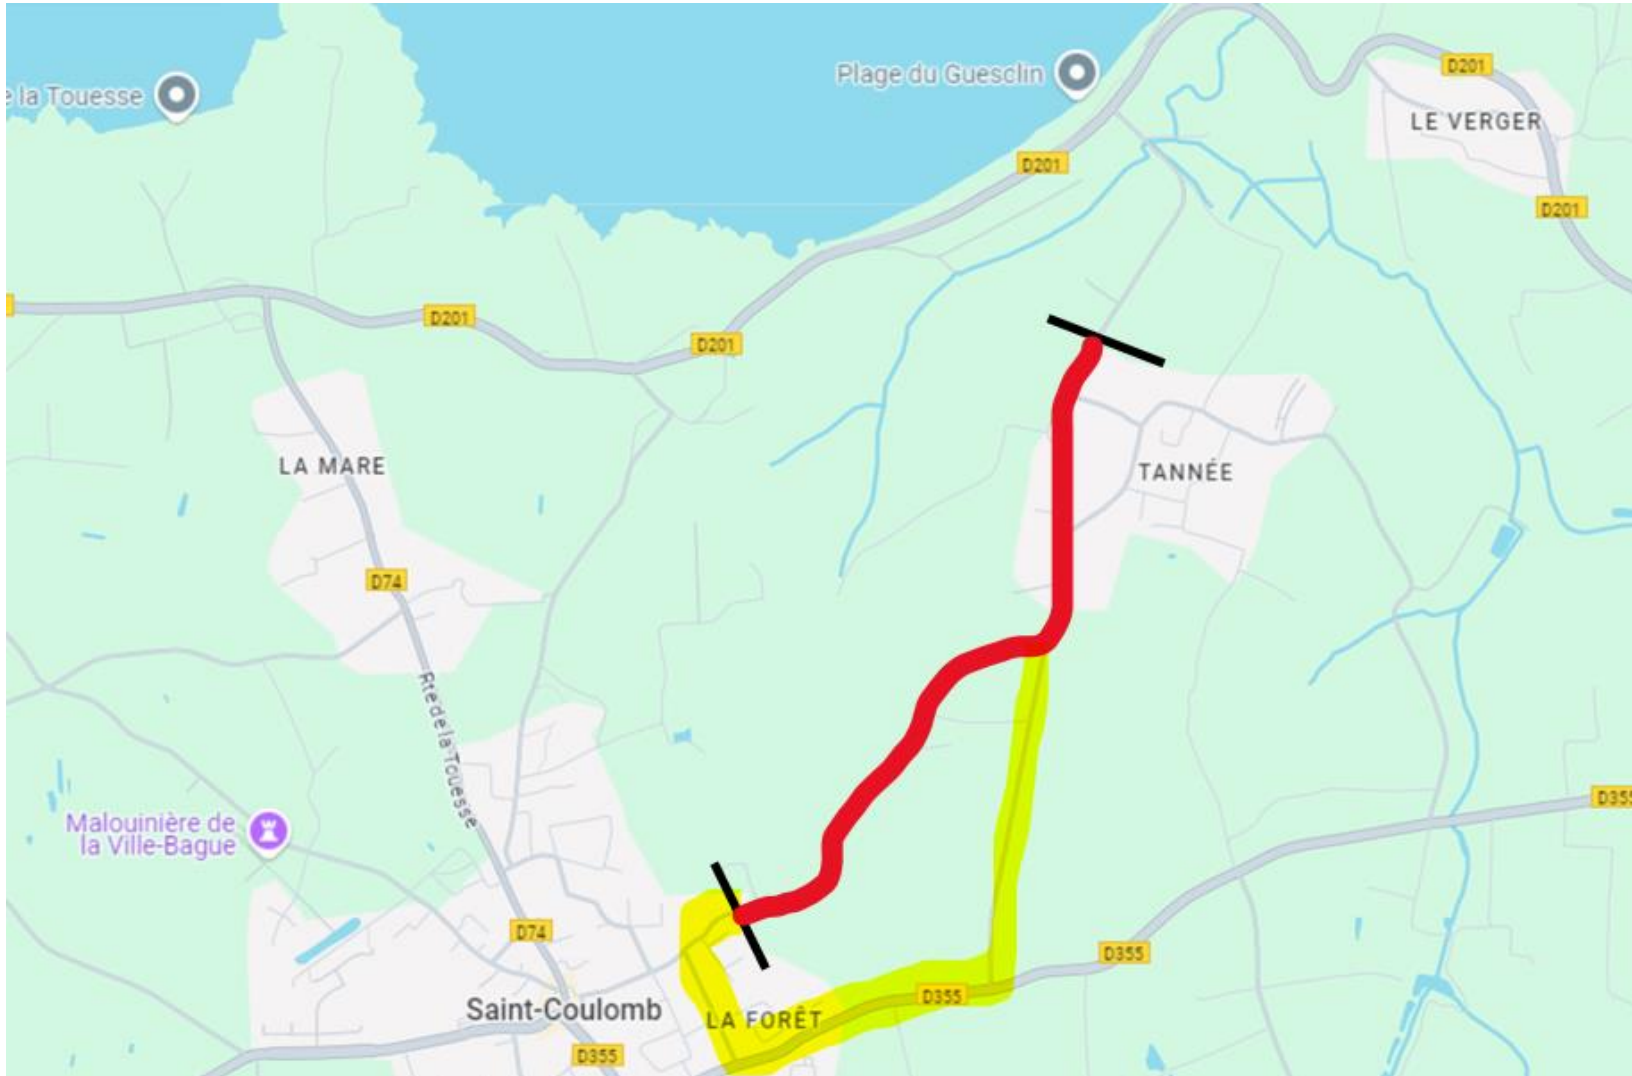 Plage du Guesclin
D201
e la Touesse
LE VERGER
D201
D201
D201
D201
LA MARE
TANNÉE
D74
Rte de la Touesse
D355
Malouinière de
la Ville-Bague
D74
D355
D355
Saint-Coulomb
LA FORÊT
D355